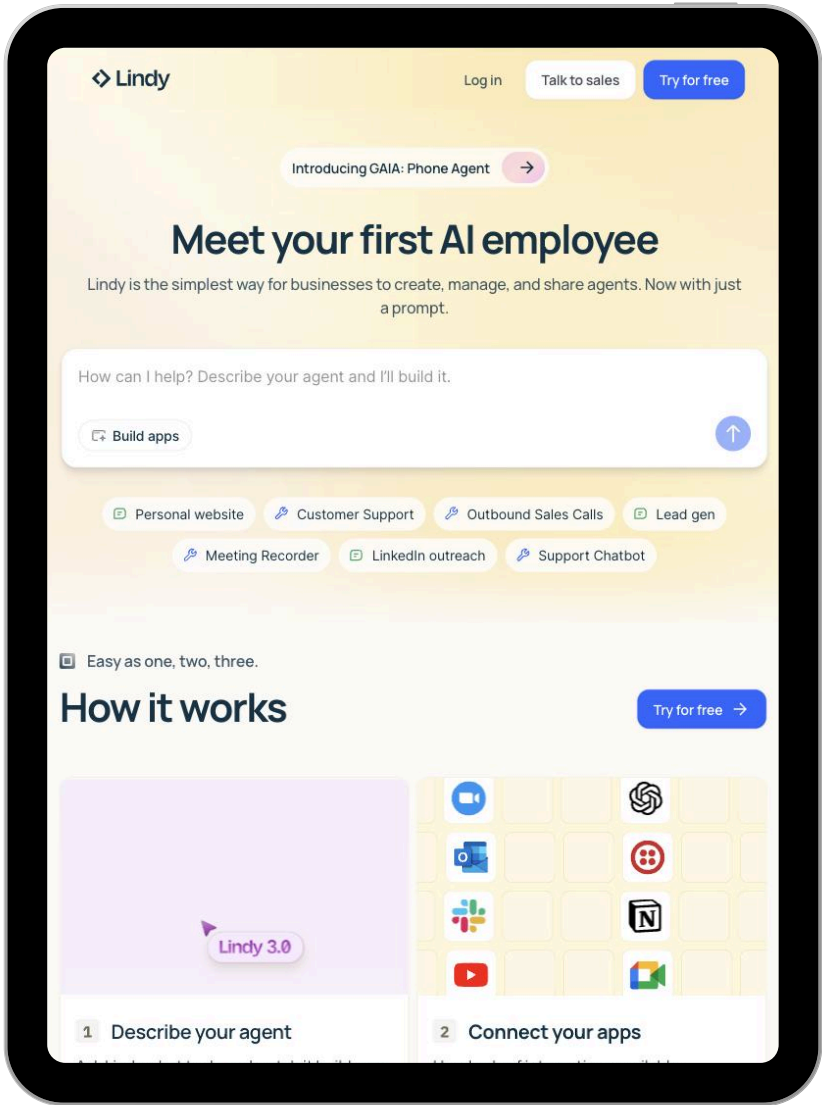 Lindy
Log in
Talk to sales
Try for free
Introducing GAIA: Phone Agent
Meet your first AI employee
Lindy is the simplest way for businesses to create, manage, and share agents. Now with just
a prompt.
How can I help? Describe your agent and I'll build it.
Build apps
Personal website
Customer Support
Outbound Sales Calls
Lead gen
Meeting Recorder
LinkedIn outreach
Support Chatbot
Easy as one, two, three.
How it works
Try for free
Lindy 3.0
N
1 Describe your agent
2 Connect your apps